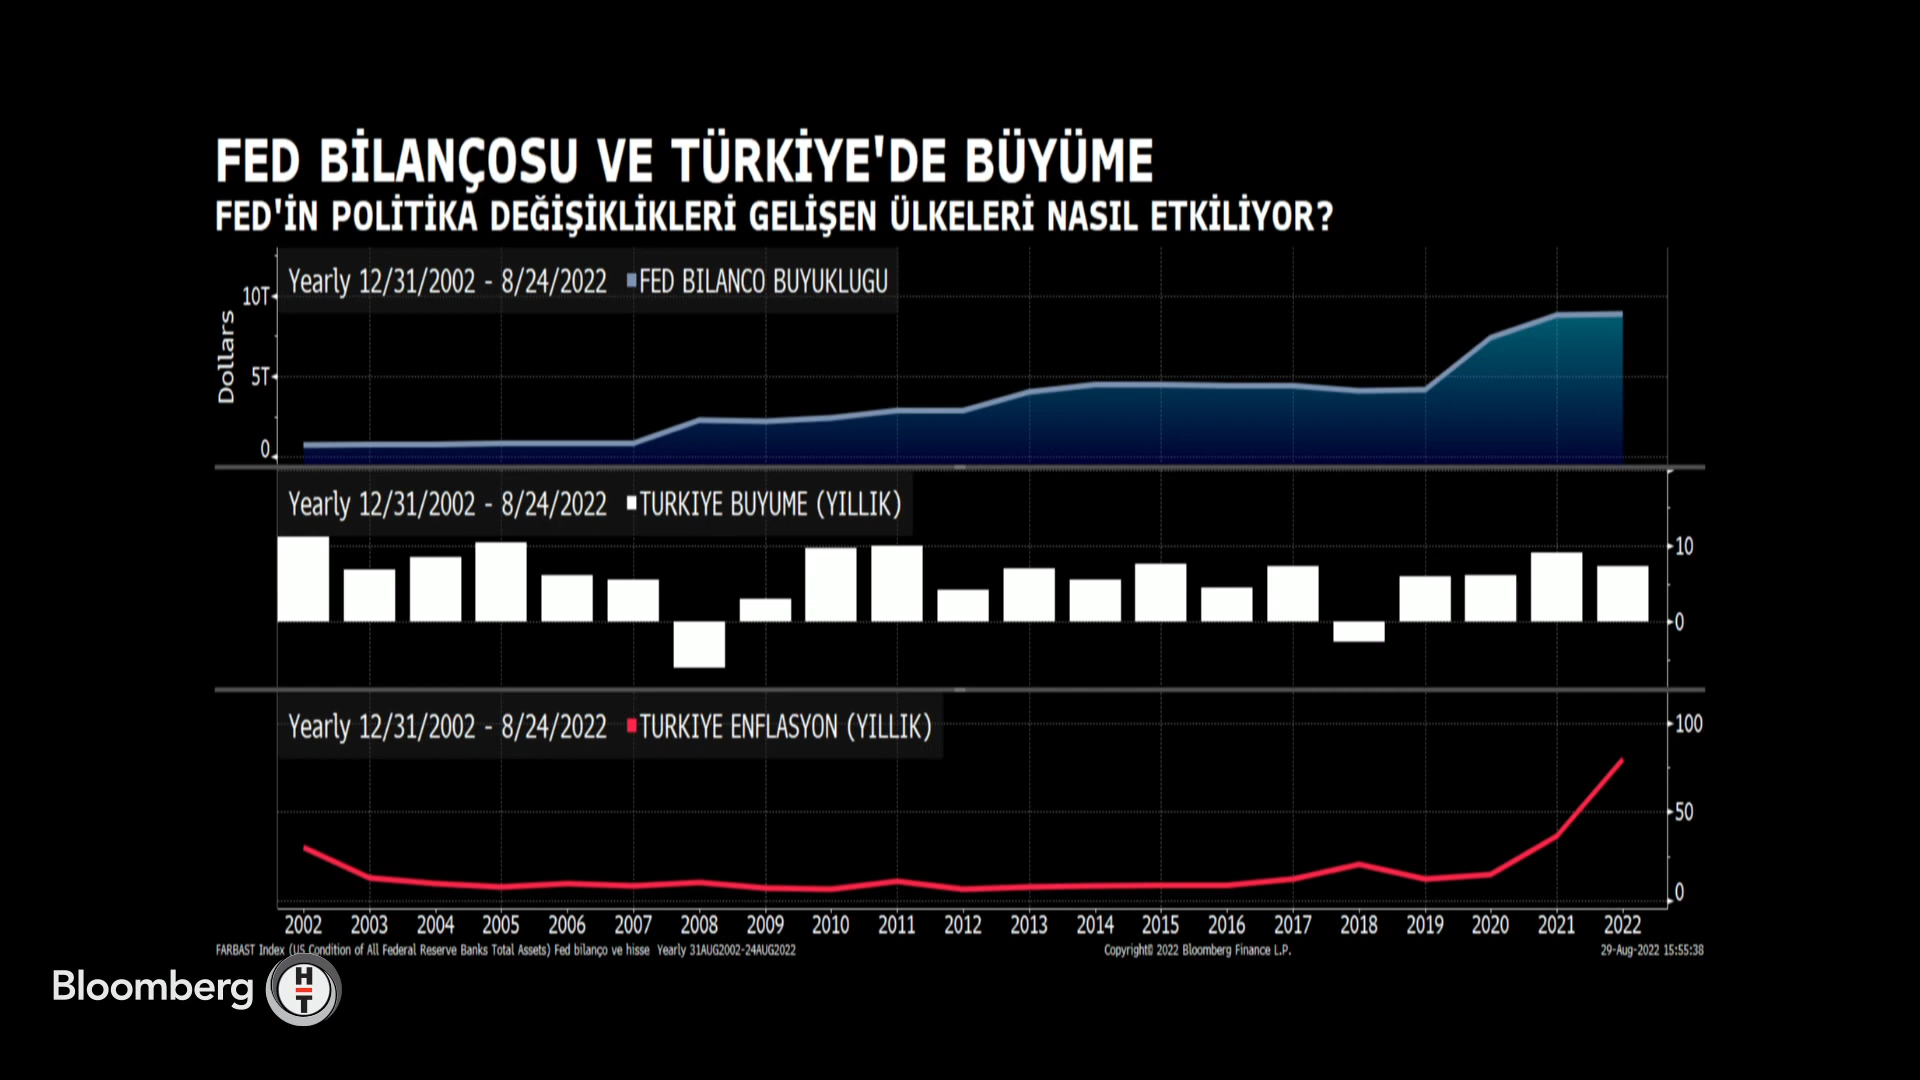 FED BİLANÇOSU VE TÜRKİYE'DE BÜYÜME
FED'İN POLİTİKA DEĞİŞİKLİKLERİ GELİŞEN ÜLKELERİ NASIL ETKİLİYOR?
Yearly 12/31/2002 - 8/24/2022 FED BILANCO BUYUKLUGU
Dollars
10T
5T
0
Yearly 12/31/2002 - 8/24/2022 TURKIYE BUYUME (YILLIK)
10
0
Yearly 12/31/2002 - 8/24/2022 TURKIYE ENFLASYON (YILLIK)
100
50
0
2002 2003 2004 2005 2006 2007 2008 2009 2010 2011 2012 2013 2014 2015 2016 2017 2018 2019 2020 2021 2022
FARBAST Index (US Condition of All Federal Reserve Banks Total Assets) Fed bilanço ve hisse Yearly 31AUG2002-24AUG2022 Copyright© 2022 Bloomberg Finance L.P. 29-Aug-2022 15:55:38
Bloomberg HT